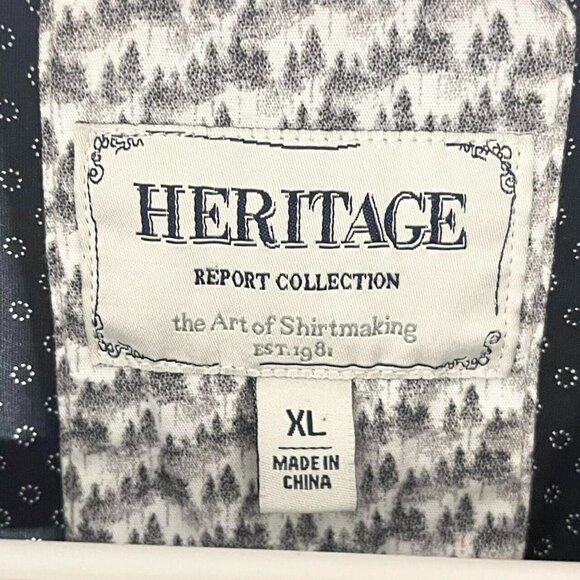 HERITAGE
REPORT COLLECTION
the Art of Shirtmaking
EST. 1981
XL
MADE IN
CHINA